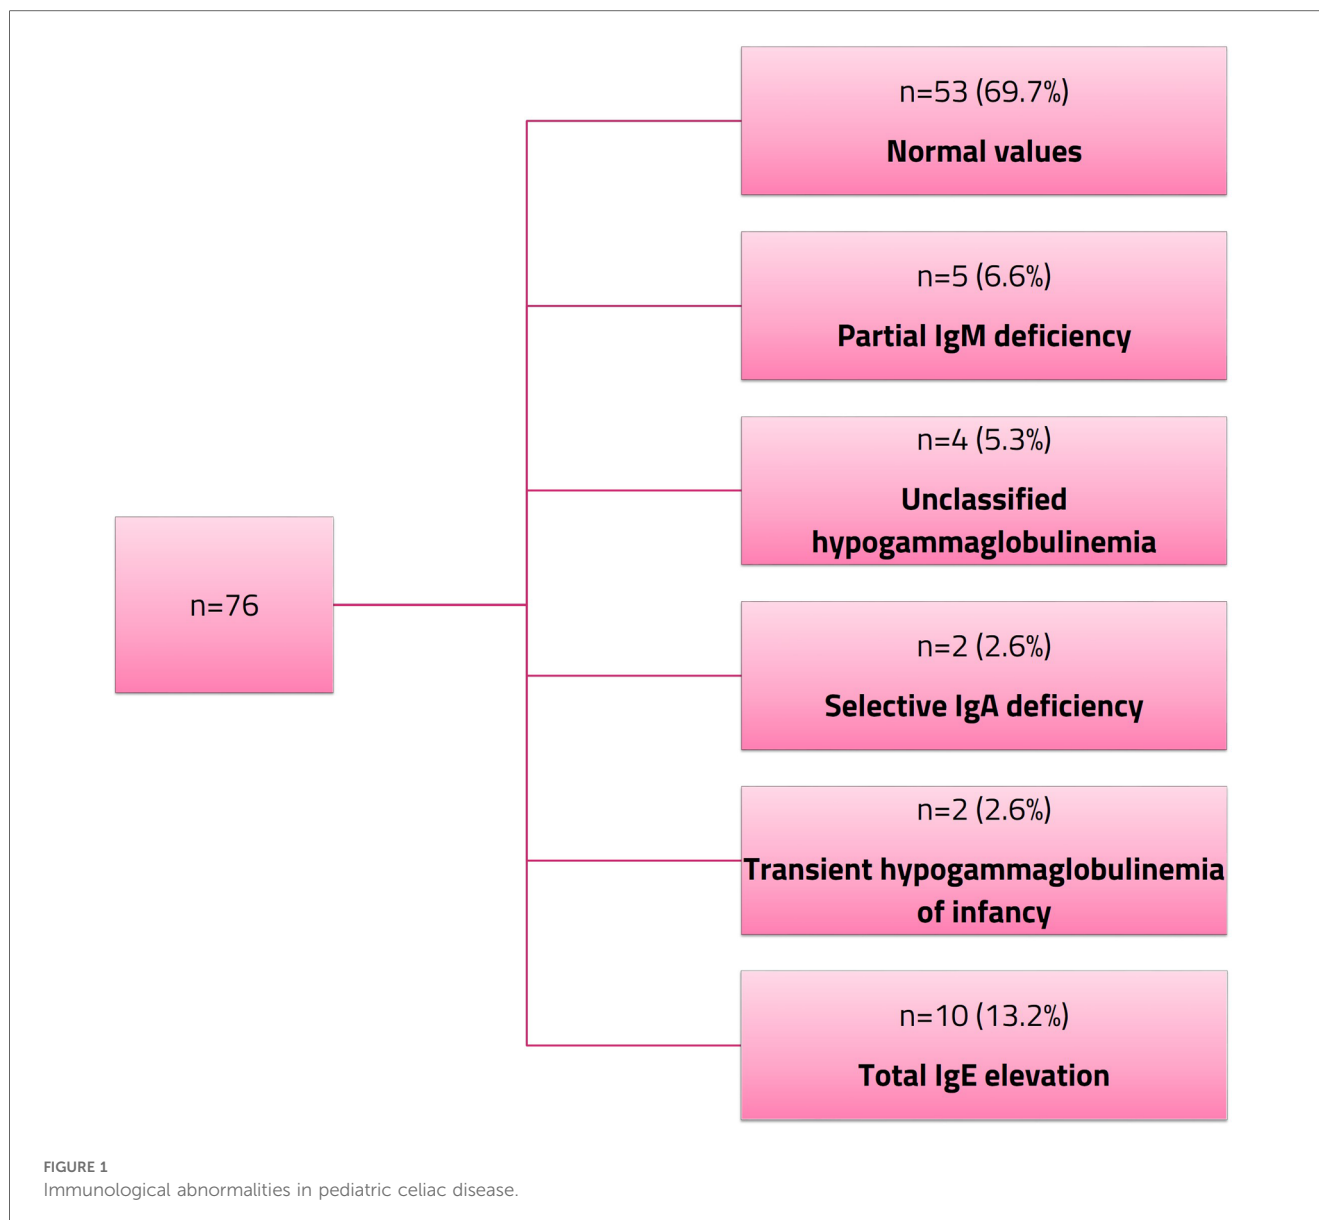 n=53 (69.7%)
Normal values
n=5 (6.6%)
Partial IgM deficiency
n=4 (5.3%)
Unclassified
hypogammaglobulinemia
n=76
n=2 (2.6%)
Selective IgA deficiency
n=2 (2.6%)
Transient hypogammaglobulinemia
of infancy
n=10 (13.2%)
Total IgE elevation
FIGURE 1
Immunological abnormalities in pediatric celiac disease.